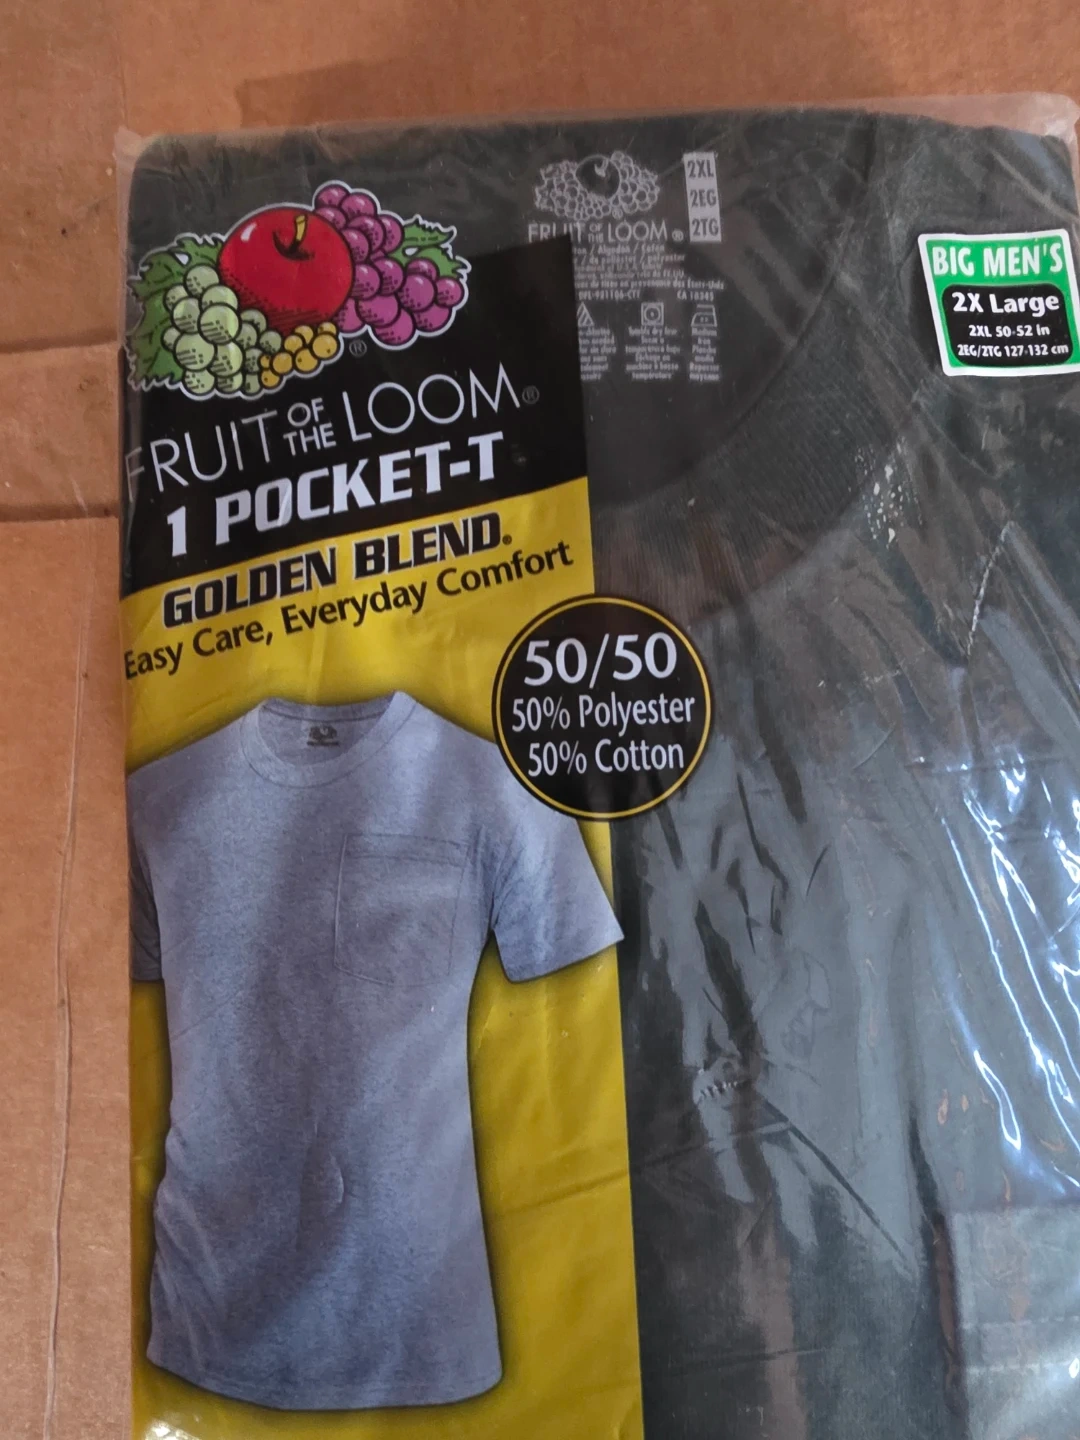 2XL
2EG
2TG
FRUIT OF THE LOOM ®
CA 18345
BIG MEN'S
2X Large
2XL 50-52 in
2EG/2TG 127-132 cm
®
FRUIT OF THE LOOM®
1 POCKET-T
GOLDEN BLEND®
Easy Care, Everyday Comfort
50/50
50% Polyester
50% Cotton